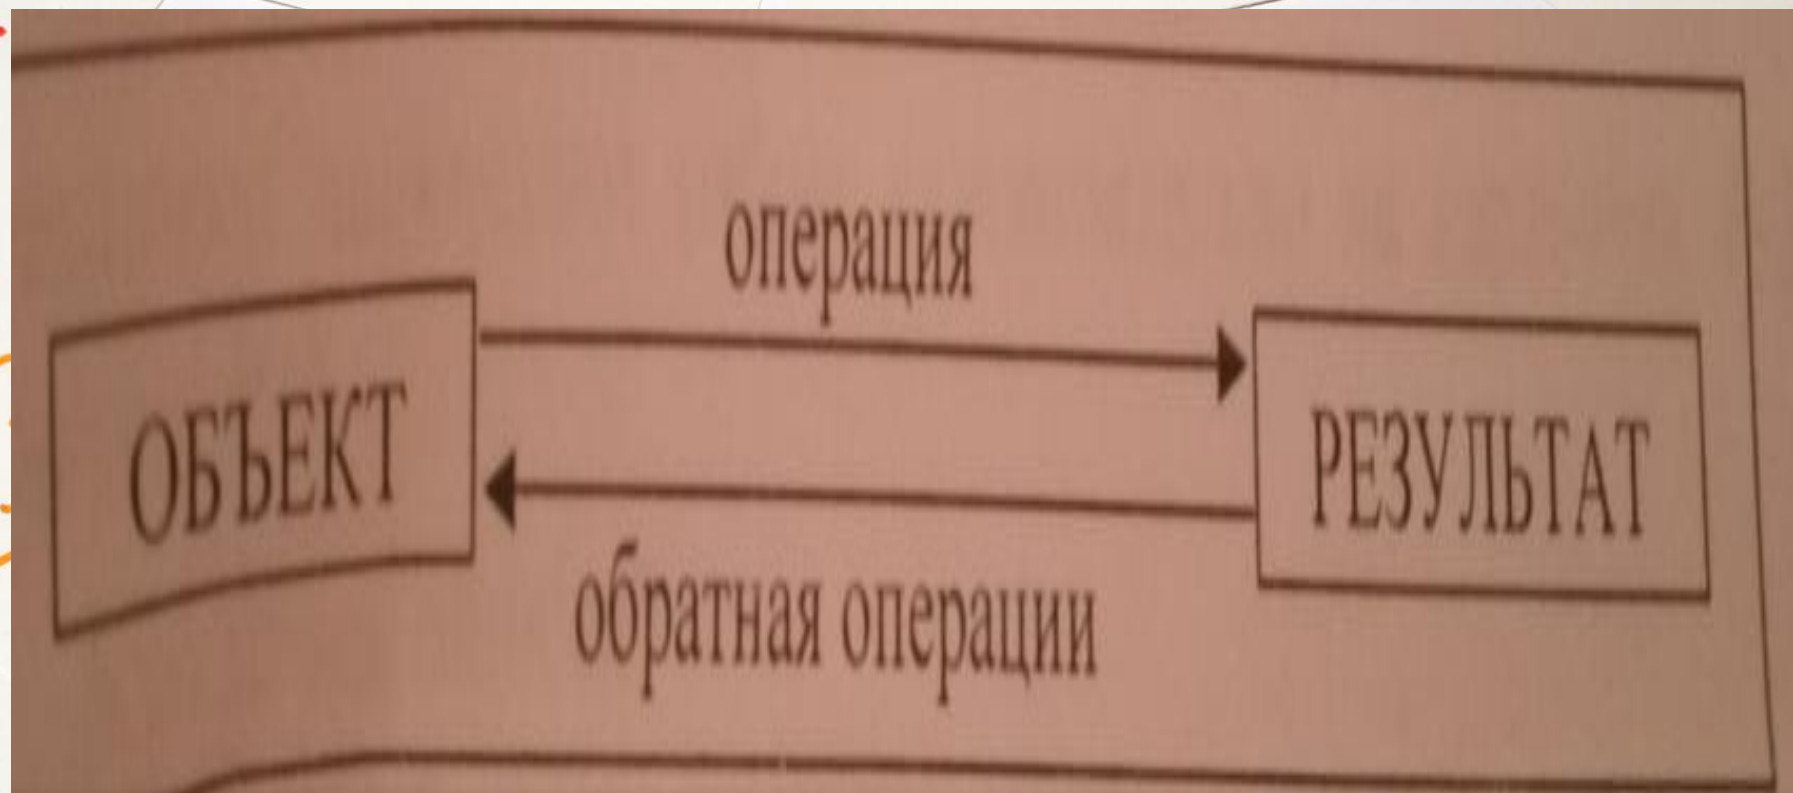 операция
ОБЪЕКТ
РЕЗУЛЬТАТ
обратная операции